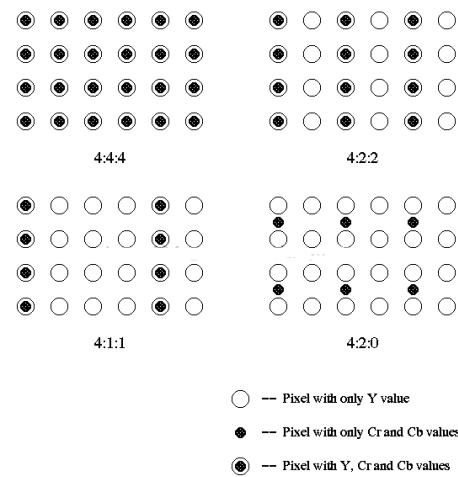 4:4:4
4:2:2
4:1:1
4:2:0
-- Pixel with only Y value
-- Pixel with only Cr and Cb values
-- Pixel with Y, Cr and Cb values